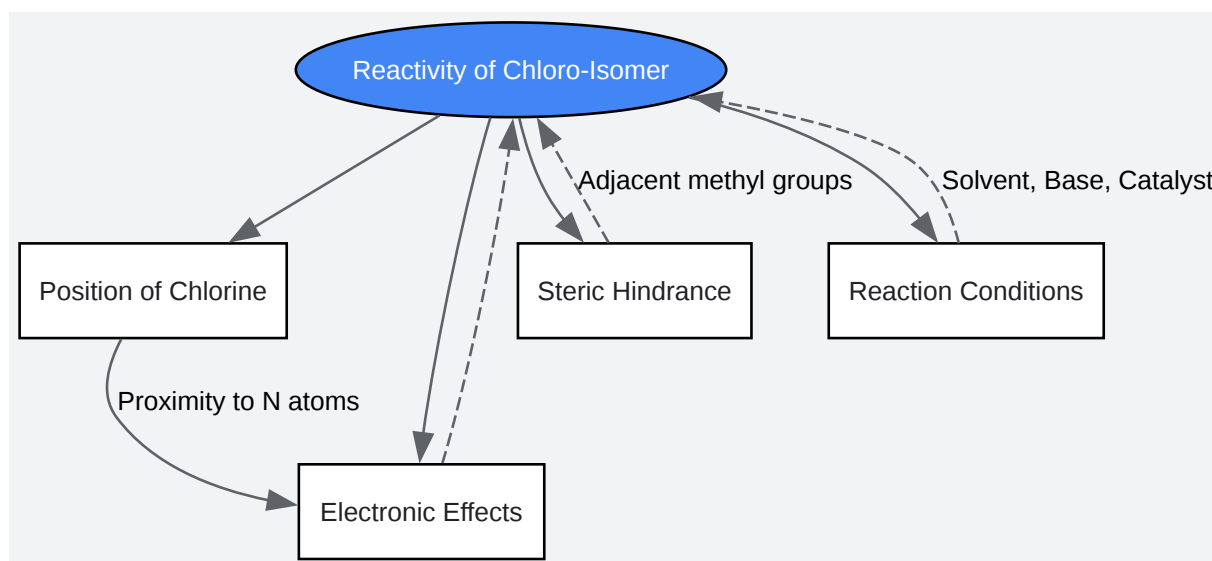 Reactivity of Chloro-Isomer
Adjacent methyl groups
Solvent, Base, Catalyst
Position of Chlorine
Steric Hindrance
Reaction Conditions
Proximity to N atoms
Electronic Effects